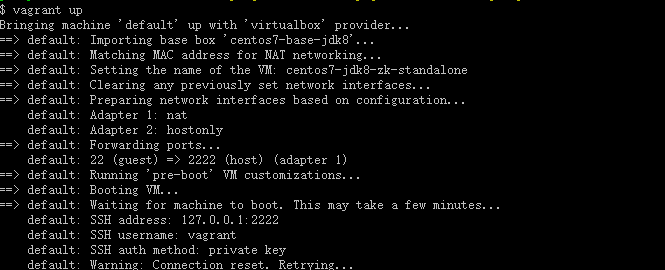 $ vagrant up
Bringing machine 'default' up with 'virtualbox' provider...
==> default: Importing base box 'centos7-base-jdk8'...
==> default: Matching MAC address for NAT networking...
==> default: Setting the name of the VM: centos7-jdk8-zk-standalone
==> default: Clearing any previously set network interfaces...
==> default: Preparing network interfaces based on configuration...
default: Adapter 1: nat
default: Adapter 2: hostonly
==> default: Forwarding ports...
default: 22 (guest) => 2222 (host) (adapter 1)
==> default: Running 'pre-boot' VM customizations...
==> default: Booting VM...
==> default: Waiting for machine to boot. This may take a few minutes...
default: SSH address: 127.0.0.1:2222
default: SSH username: vagrant
default: SSH auth method: private key
default: Warning: Connection reset. Retrying...